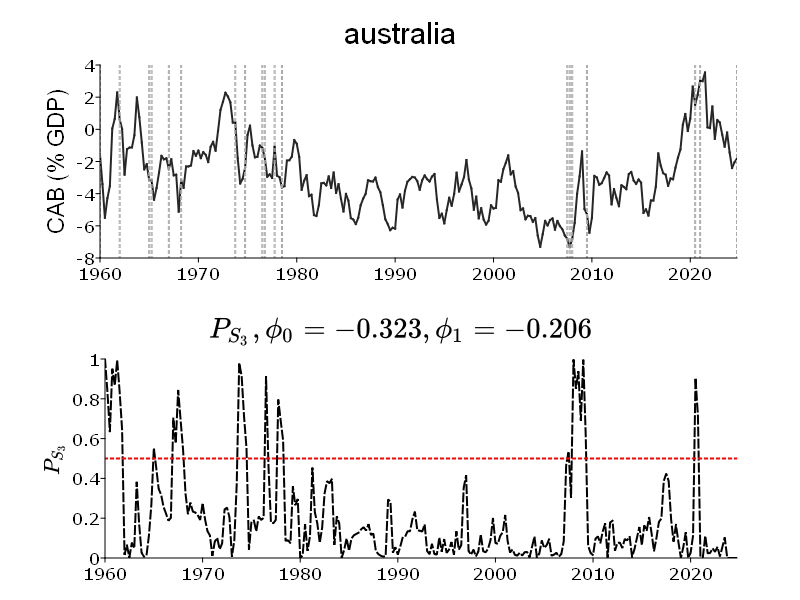 australia
CAB (% GDP)
4
2
0
-2
-4
-6
-8
1960 1970 1980 1990 2000 2010 2020
$P_{S_3}, \phi_0 = -0.323, \phi_1 = -0.206$
$P_{S_3}$
1
0.8
0.6
0.4
0.2
0
1960 1970 1980 1990 2000 2010 2020